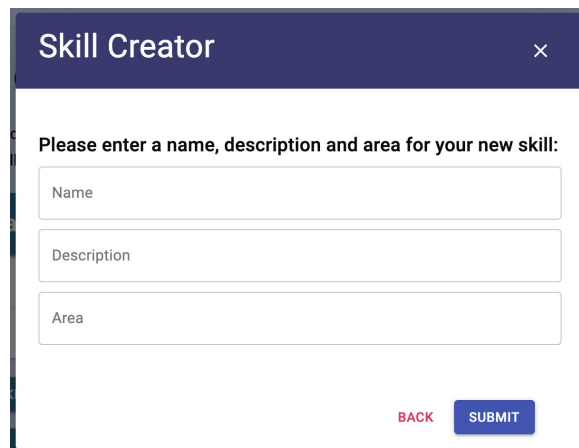 Skill Creator
Please enter a name, description and area for your new skill:
Name
Description
Area
BACK SUBMIT